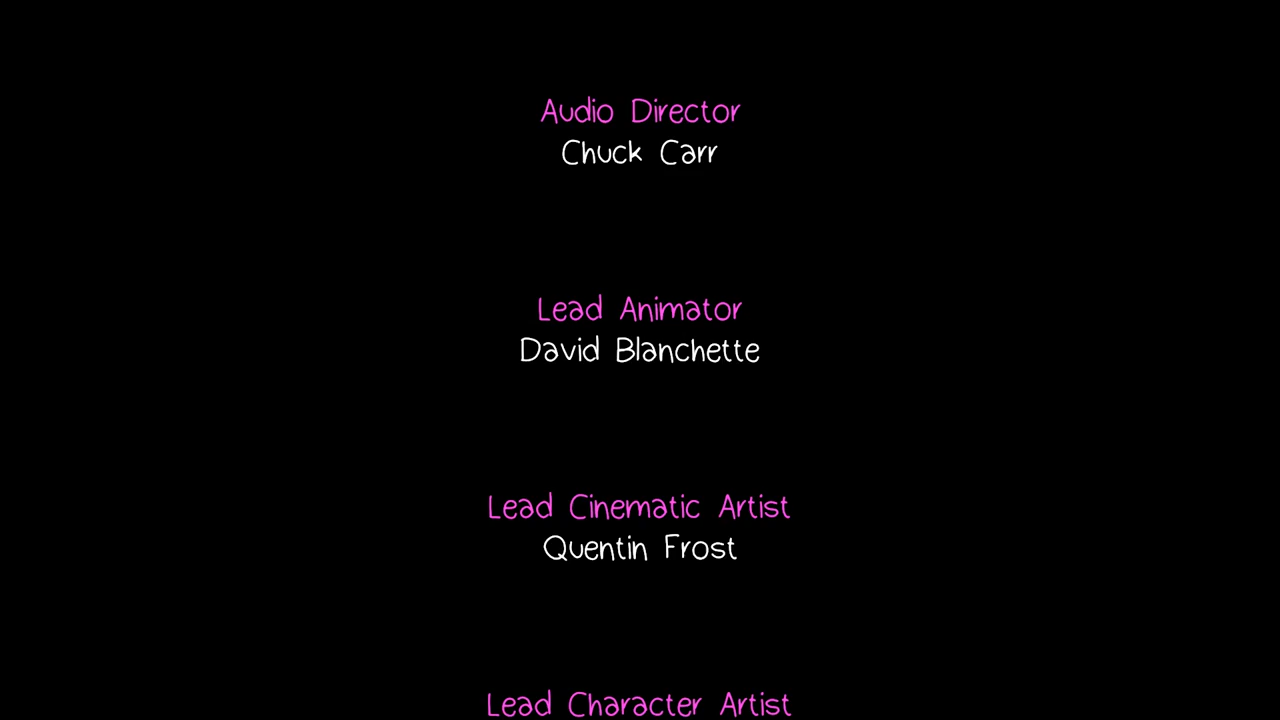 Audio Director
Chuck Carr
Lead Animator
David Blanchette
Lead Cinematic Artist
Quentin Frost
Lead Character Artist